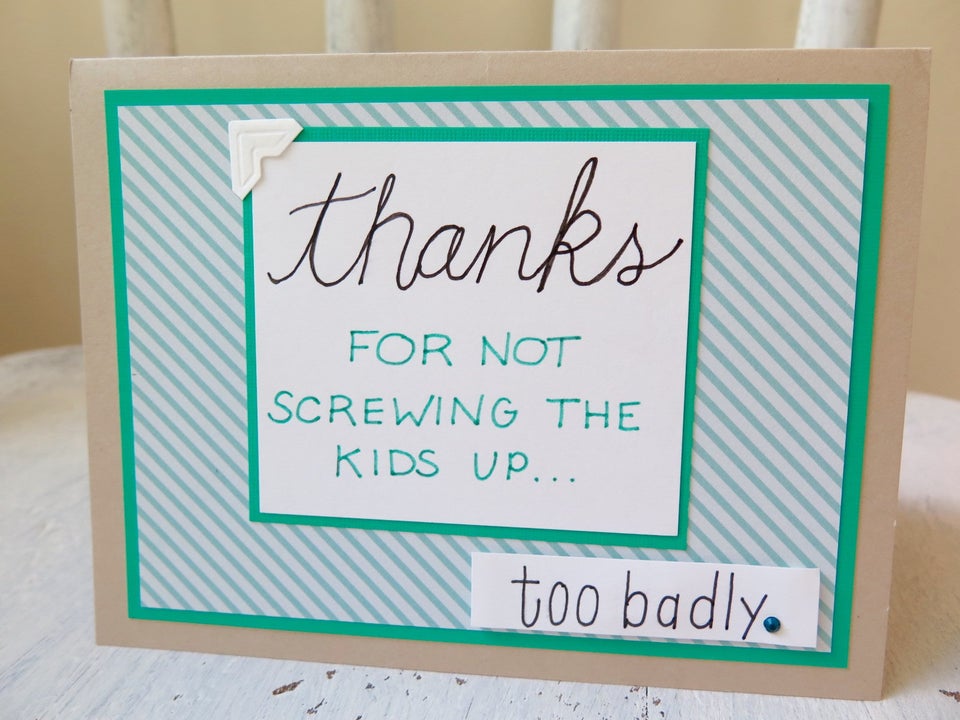 thanks
FOR NOT
SCREWING THE
KIDS UP...
too badly.